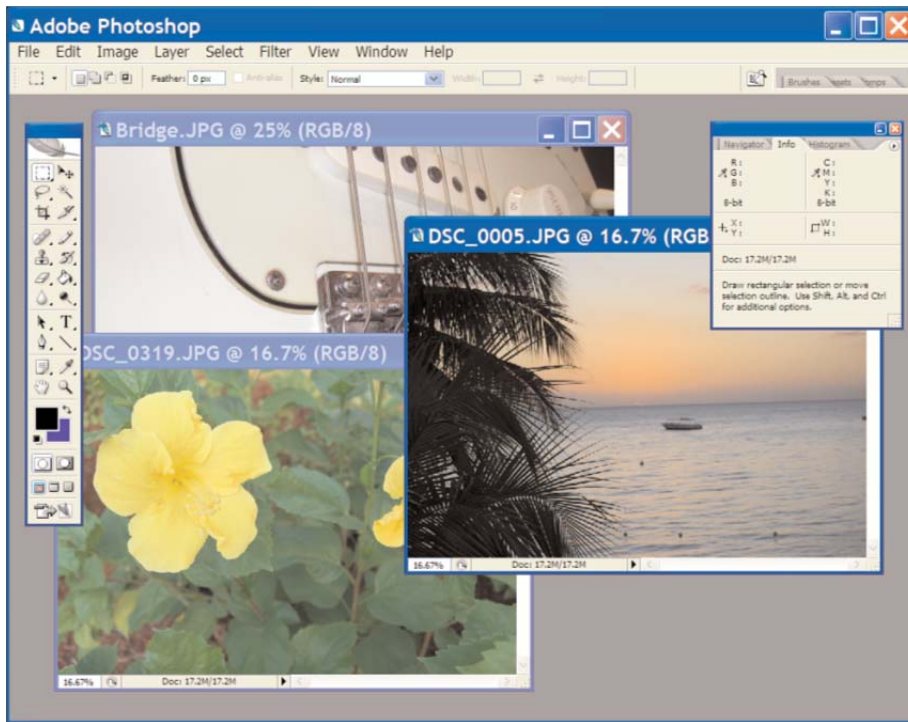 Adobe Photoshop
File Edit Image Layer Select Filter View Window Help
Feather: 0 px Anti-alias Style: Normal Width: Height: Brushes
Bridge.JPG @ 25% (RGB/8)
Navigator Info Histogram
R: C:
G: M:
B: Y:
K:
8-bit 8-bit
X: W:
Y: H:
Doc: 17.2M/17.2M
Draw rectangular selection or move
selection outline. Use Shift, Alt, and Ctrl
for additional options.
DSC_0005.JPG @ 16.7% (RGB
16.67% Doc: 17.2M/17.2M
DSC_0319.JPG @ 16.7% (RGB/8)
16.67% Doc: 17.2M/17.2M
T